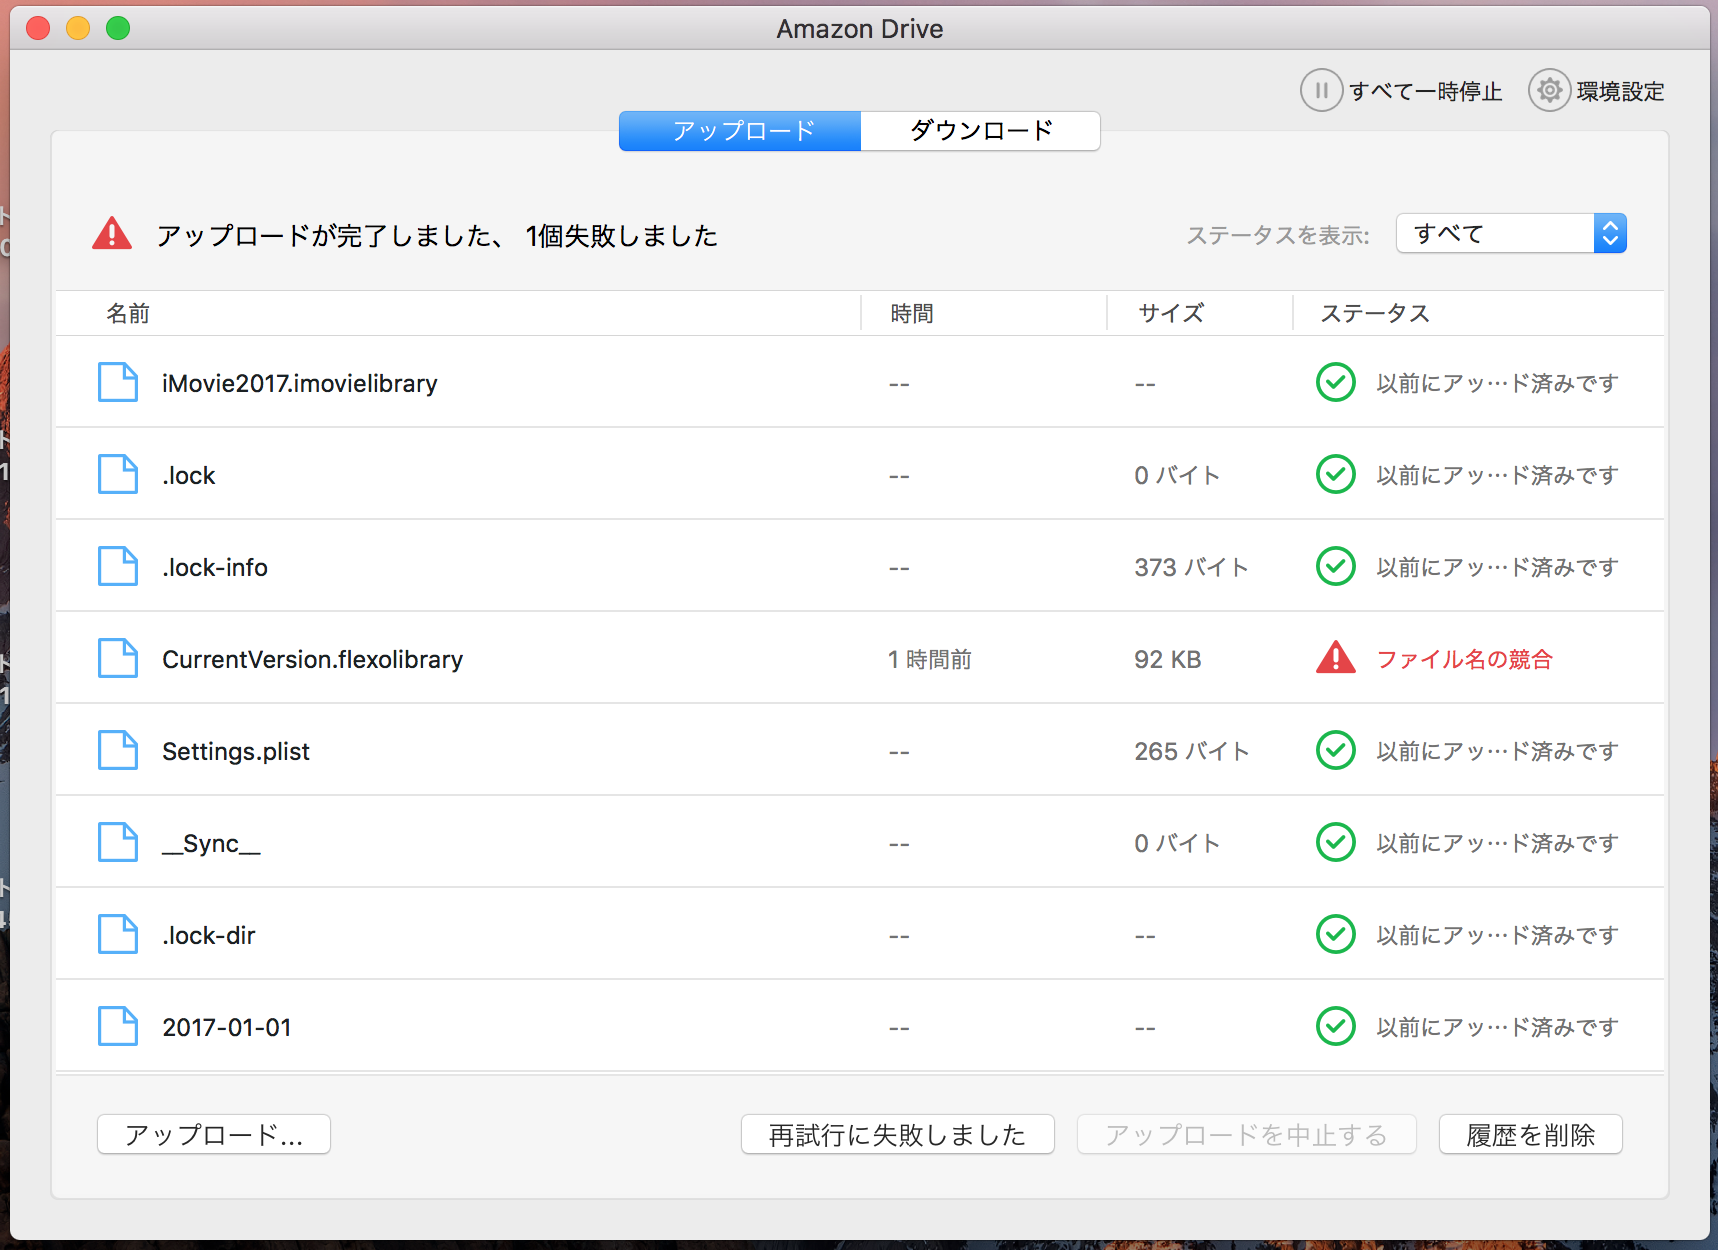 Amazon Drive
すべて一時停止 環境設定
アップロード ダウンロード
アップロードが完了しました、 1個失敗しました ステータスを表示: すべて
名前 時間 サイズ ステータス
iMovie2017.imovielibrary -- -- 以前にアッ…ド済みです
.lock -- 0 バイト 以前にアッ…ド済みです
.lock-info -- 373 バイト 以前にアッ…ド済みです
CurrentVersion.flexolibrary 1 時間前 92 KB ファイル名の競合
Settings.plist -- 265 バイト 以前にアッ…ド済みです
__Sync__ -- 0 バイト 以前にアッ…ド済みです
.lock-dir -- -- 以前にアッ…ド済みです
2017-01-01 -- -- 以前にアッ…ド済みです
アップロード... 再試行に失敗しました アップロードを中止する 履歴を削除